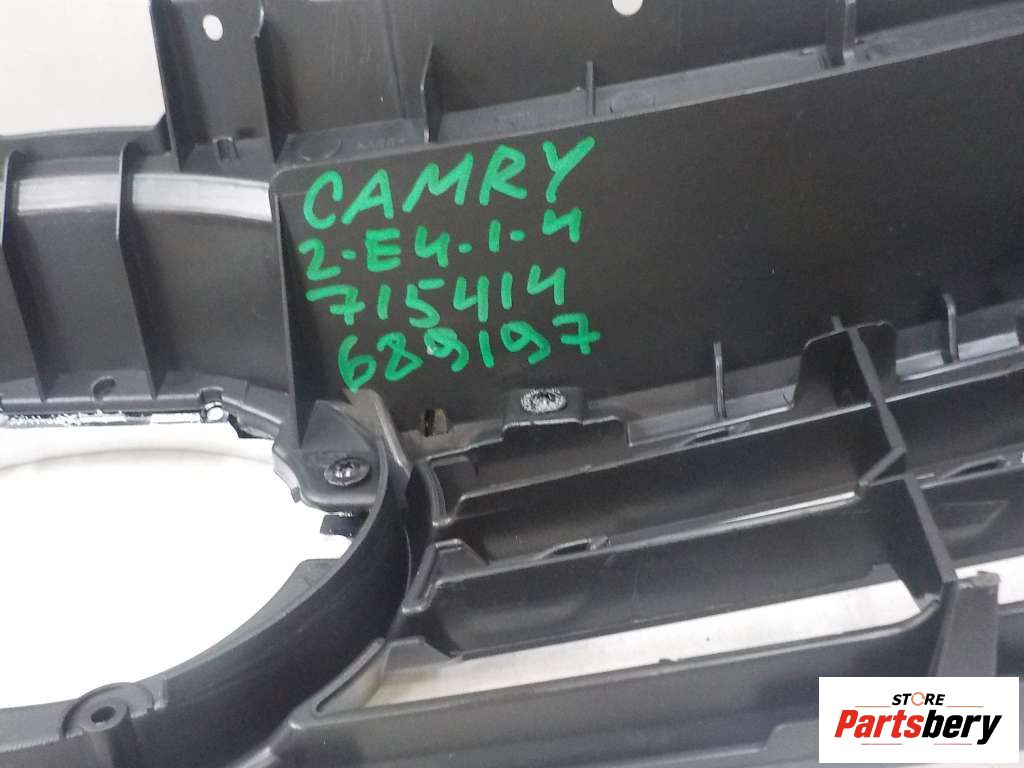 CAMRY
2-E4-1-4
715414
689197
STORE
Partsbery